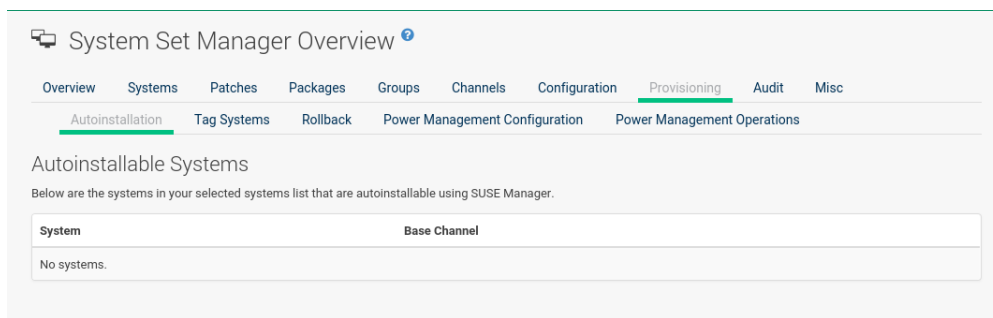 System Set Manager Overview ?
Overview Systems Patches Packages Groups Channels Configuration Provisioning Audit Misc
Autoinstallation Tag Systems Rollback Power Management Configuration Power Management Operations
Autoinstallable Systems
Below are the systems in your selected systems list that are autoinstallable using SUSE Manager.
System Base Channel
No systems.